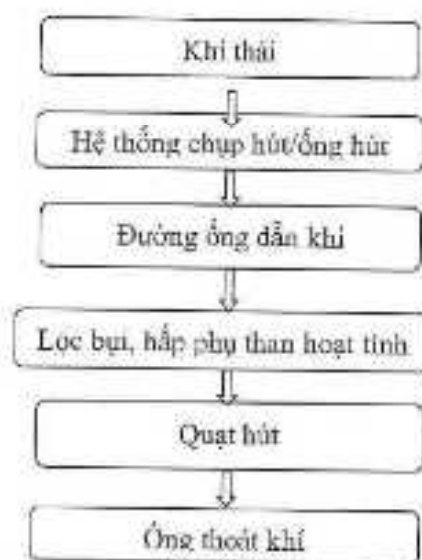 Khí thải
Hệ thống chụp hút/ống hút
Đường ống dẫn khí
Lọc bụi, hấp phụ than hoạt tính
Quạt hút
Ống thoát khí